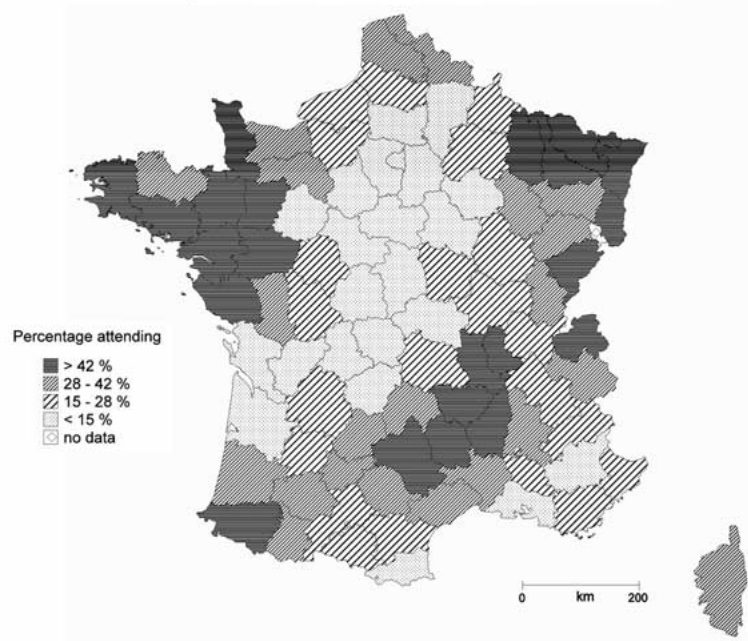 Percentage attending
> 42 %
28 - 42 %
15 - 28 %
< 15 %
no data
0 km 200